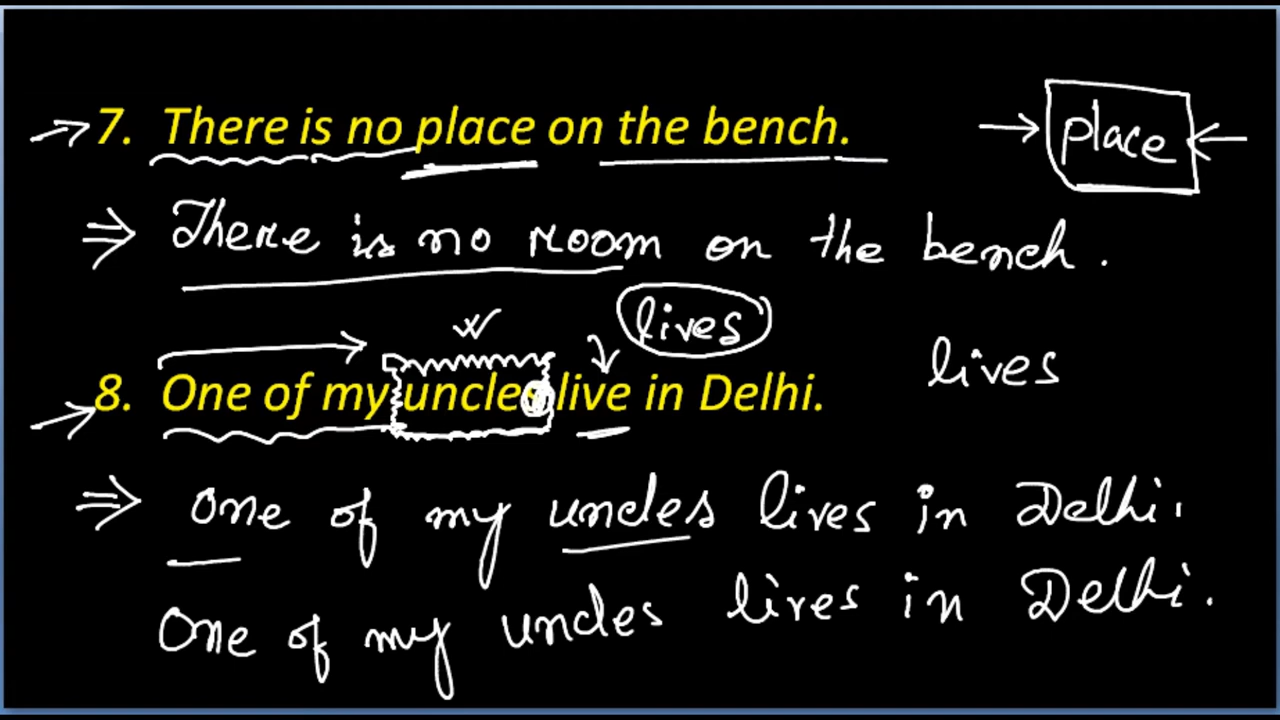 7. There is no place on the bench.
place
There is no room on the bench.
lives
8. One of my uncles live in Delhi.
lives
One of my uncles lives in Delhi.
One of my uncles lives in Delhi.